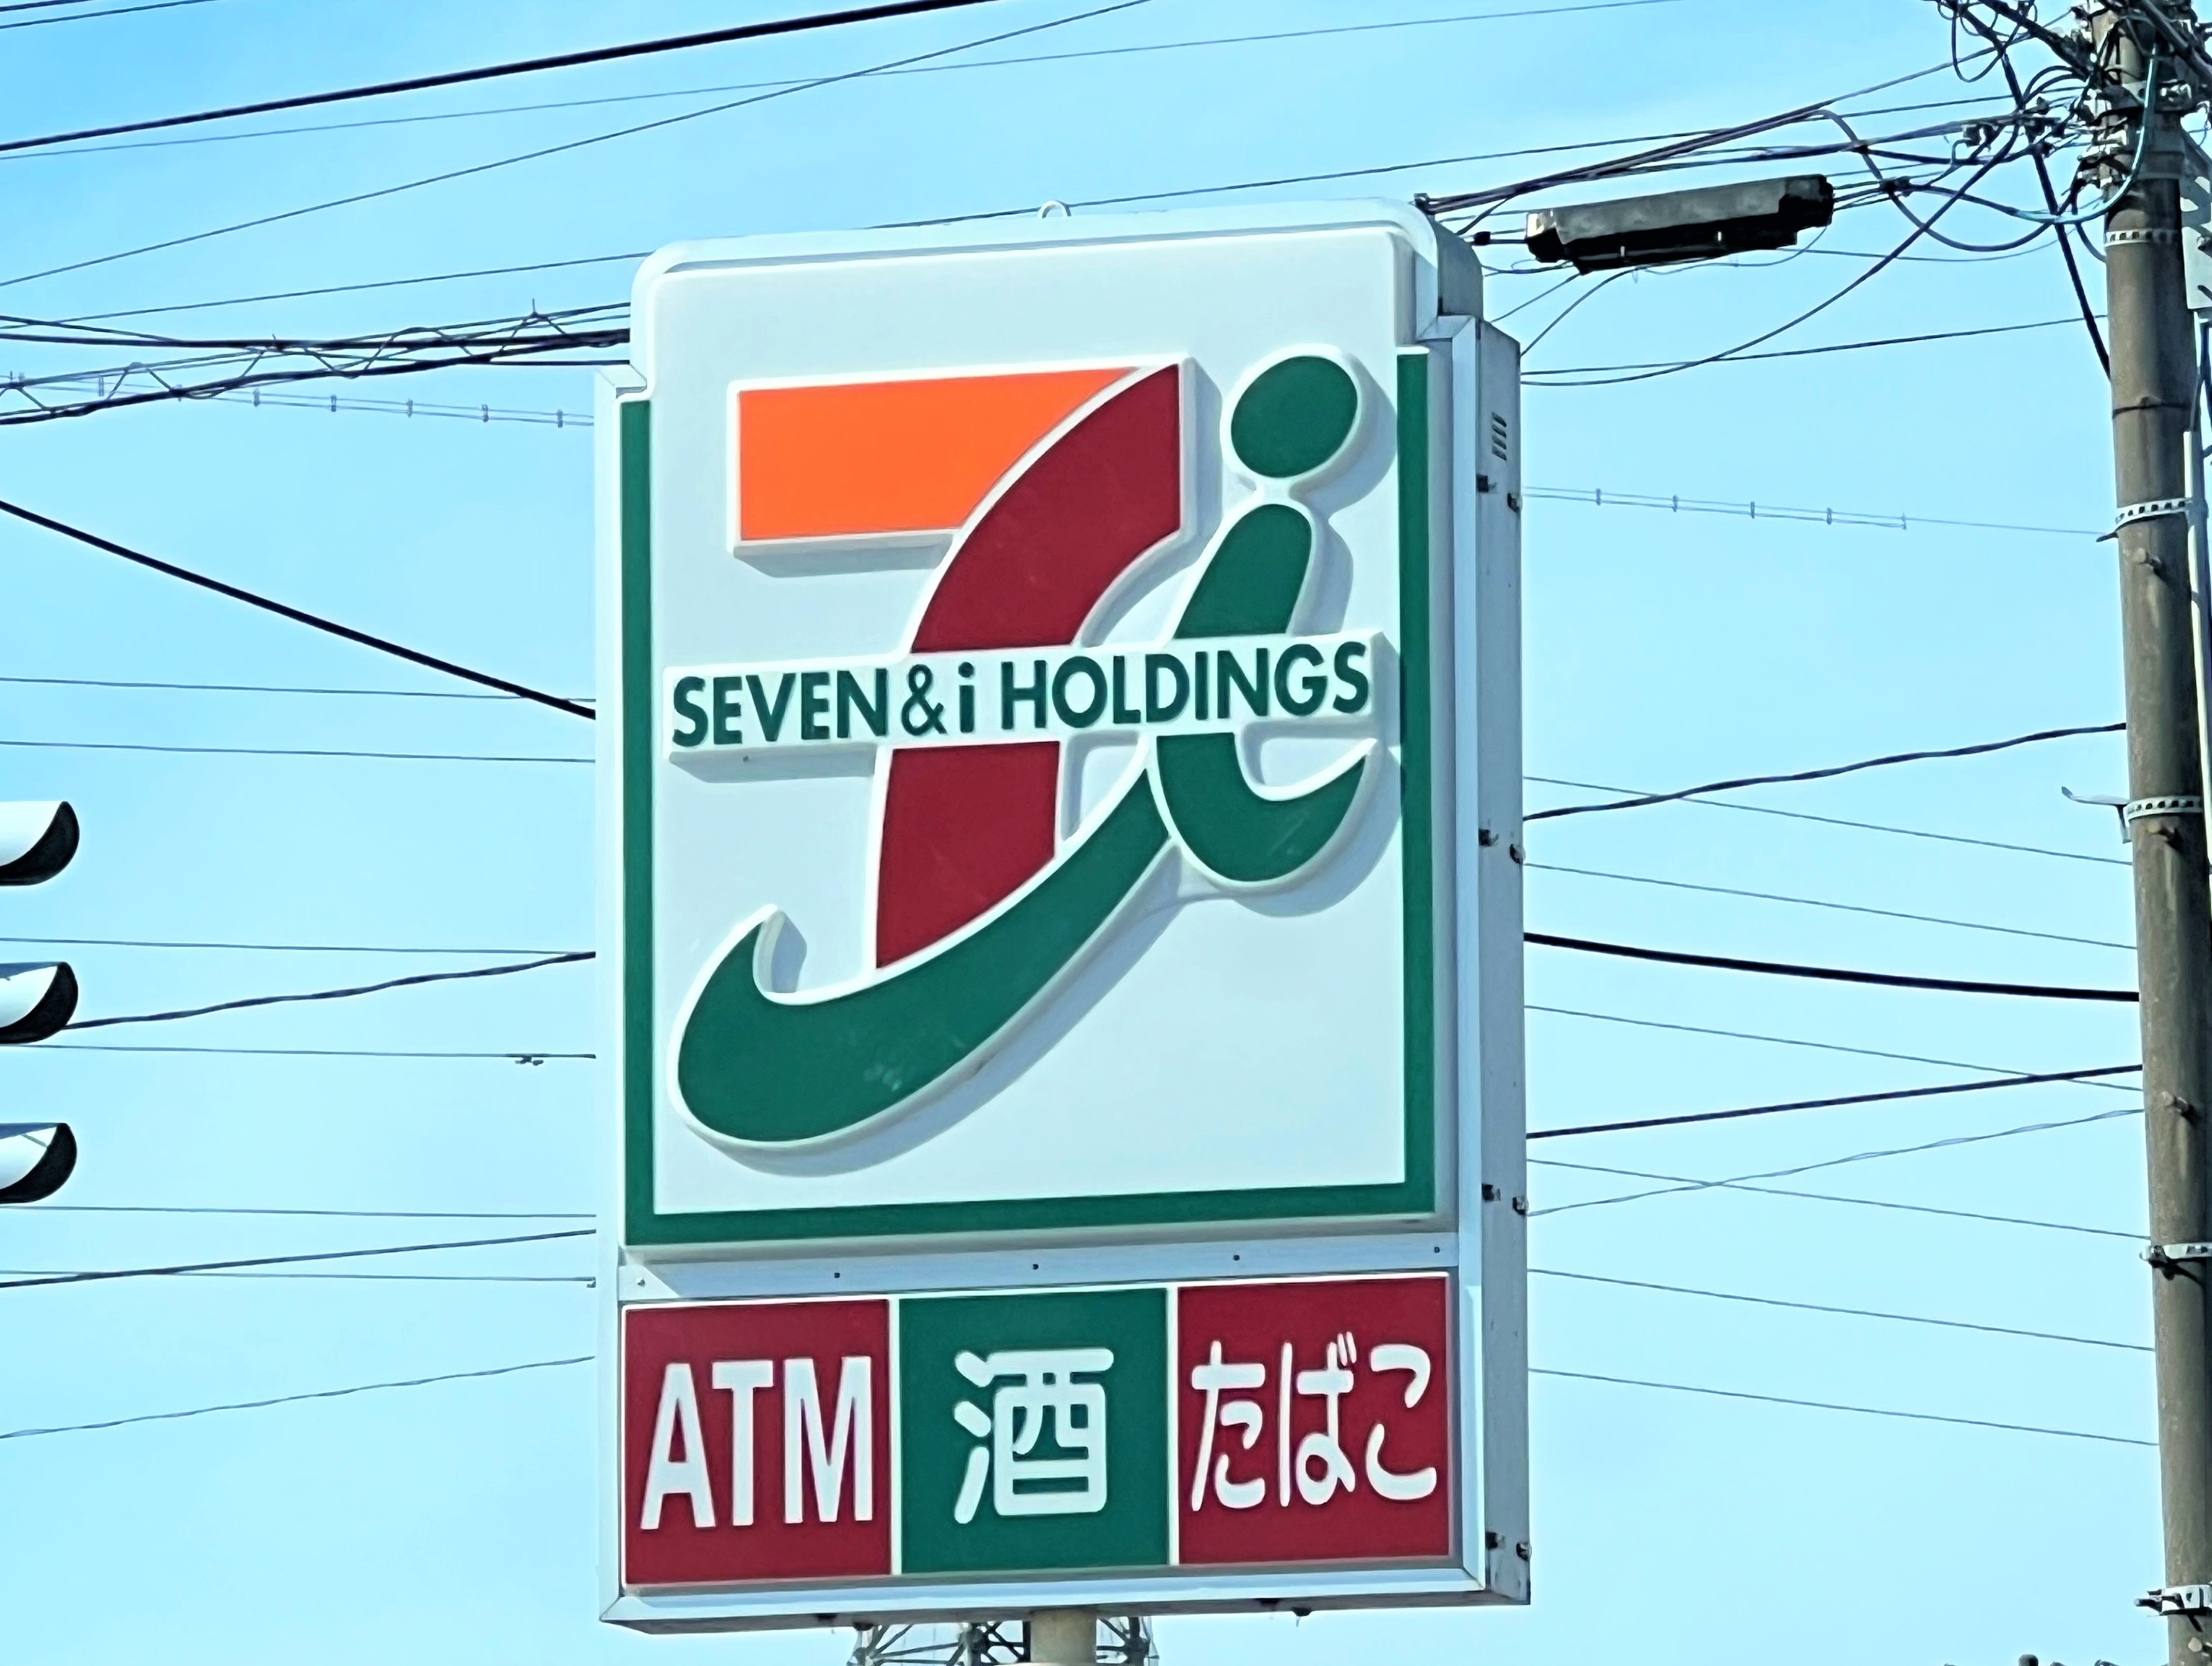 SEVEN & i HOLDINGS
ATM 酒 たばこ